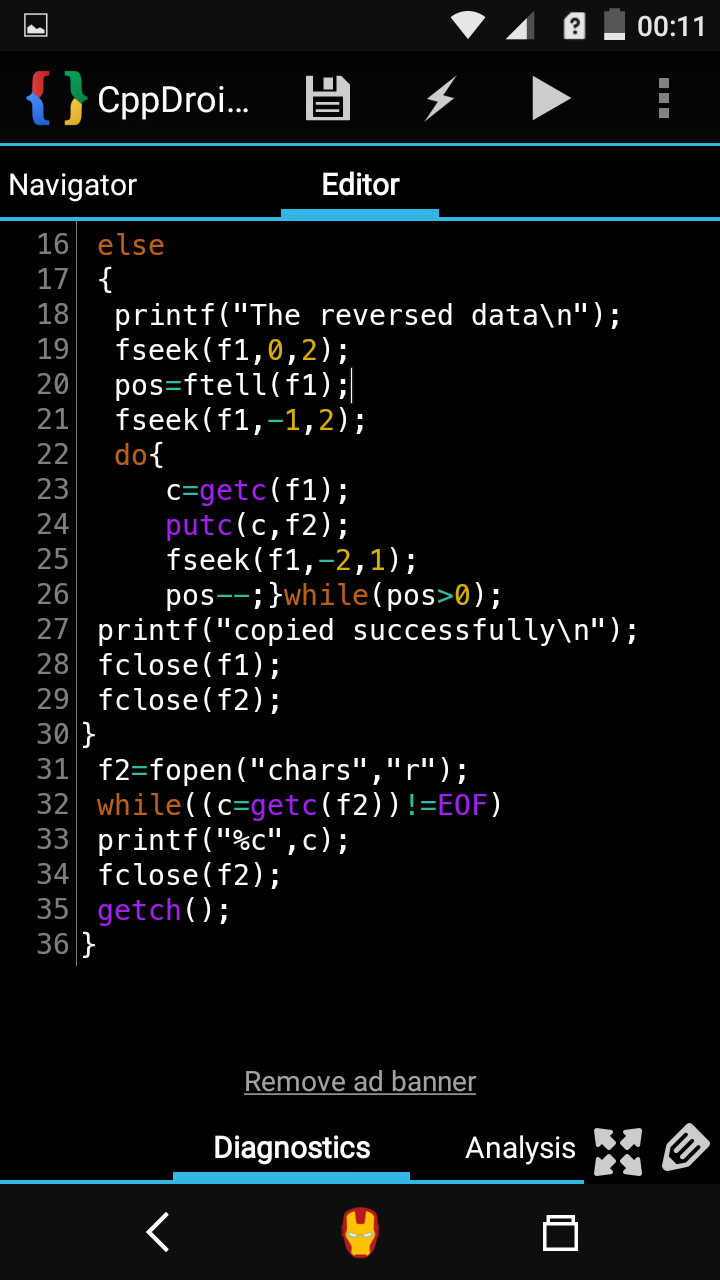 00:11
CppDroi...
Navigator Editor
16 else
17 {
18 printf("The reversed data\n");
19 fseek(f1,0,2);
20 pos=ftell(f1);
21 fseek(f1,-1,2);
22 do{
23 c=getc(f1);
24 putc(c,f2);
25 fseek(f1,-2,1);
26 pos--;}while(pos>0);
27 printf("copied successfully\n");
28 fclose(f1);
29 fclose(f2);
30 }
31 f2=fopen("chars","r");
32 while((c=getc(f2))!=EOF)
33 printf("%c",c);
34 fclose(f2);
35 getch();
36 }
Remove ad banner
Diagnostics Analysis